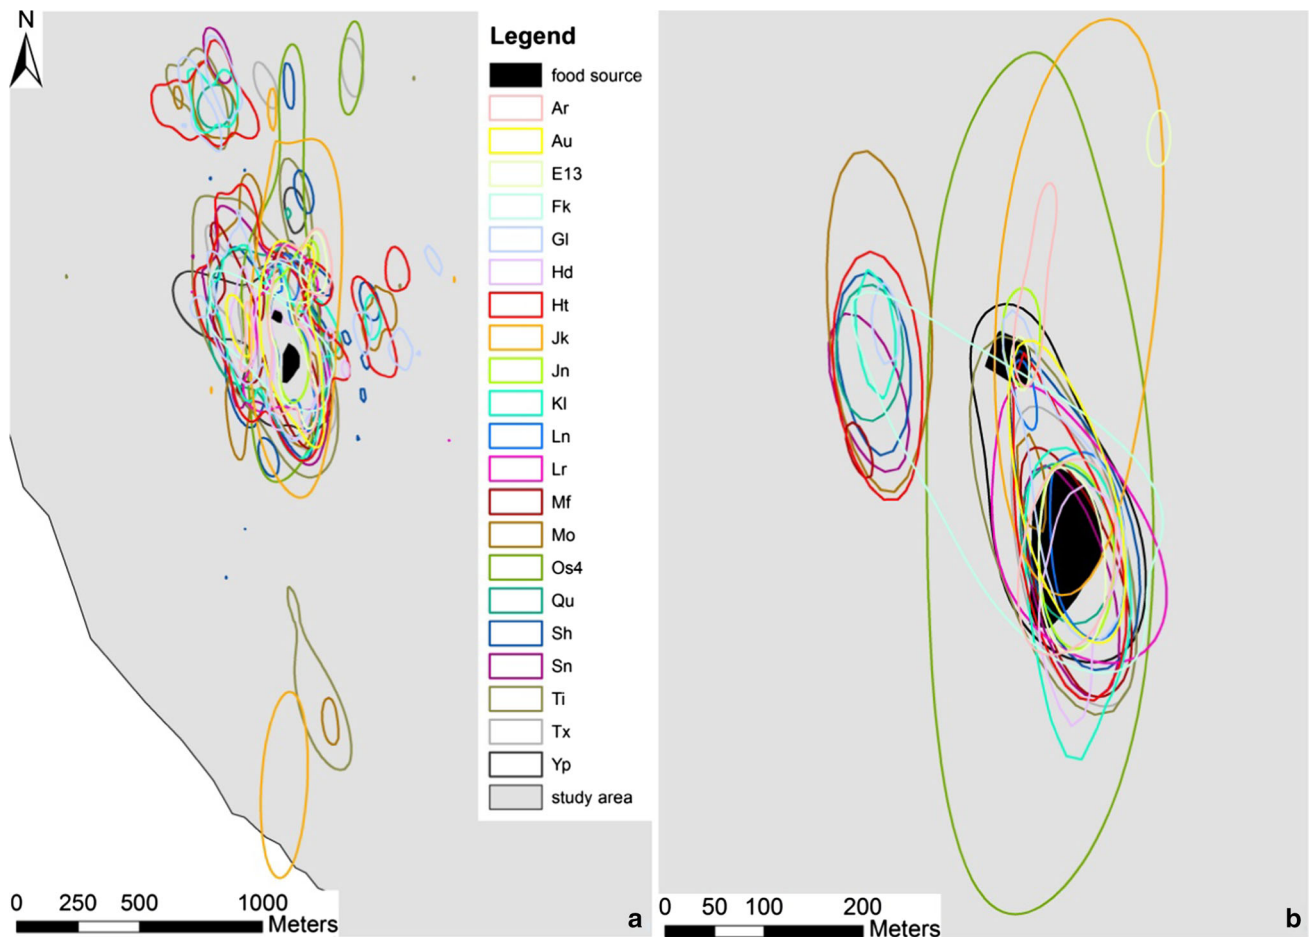 N
Legend
food source
Ar
Au
E13
Fk
Gl
Hd
Ht
Jk
Jn
Kl
Ln
Lr
Mf
Mo
Os4
Qu
Sh
Sn
Ti
Tx
Yp
study area
0 250 500 1000
Meters
a
0 50 100 200
Meters
b